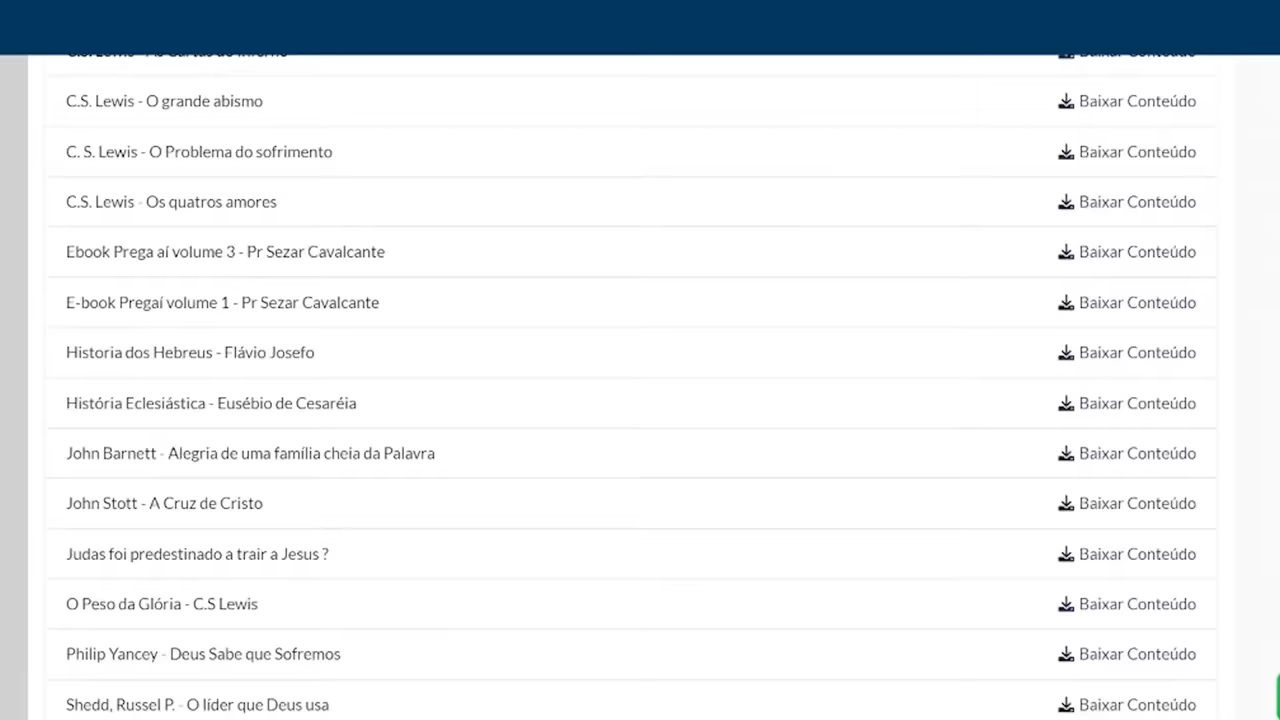 C.S. Lewis - O grande abismo Baixar Conteúdo
C. S. Lewis - O Problema do sofrimento Baixar Conteúdo
C.S. Lewis - Os quatros amores Baixar Conteúdo
Ebook Prega aí volume 3 - Pr Sezar Cavalcante Baixar Conteúdo
E-book Pregaí volume 1 - Pr Sezar Cavalcante Baixar Conteúdo
Historia dos Hebreus - Flávio Josefo Baixar Conteúdo
História Eclesiástica - Eusébio de Cesaréia Baixar Conteúdo
John Barnett - Alegria de uma família cheia da Palavra Baixar Conteúdo
John Stott - A Cruz de Cristo Baixar Conteúdo
Judas foi predestinado a trair a Jesus ? Baixar Conteúdo
O Peso da Glória - C.S Lewis Baixar Conteúdo
Philip Yancey - Deus Sabe que Sofremos Baixar Conteúdo
Shedd, Russel P. - O líder que Deus usa Baixar Conteúdo